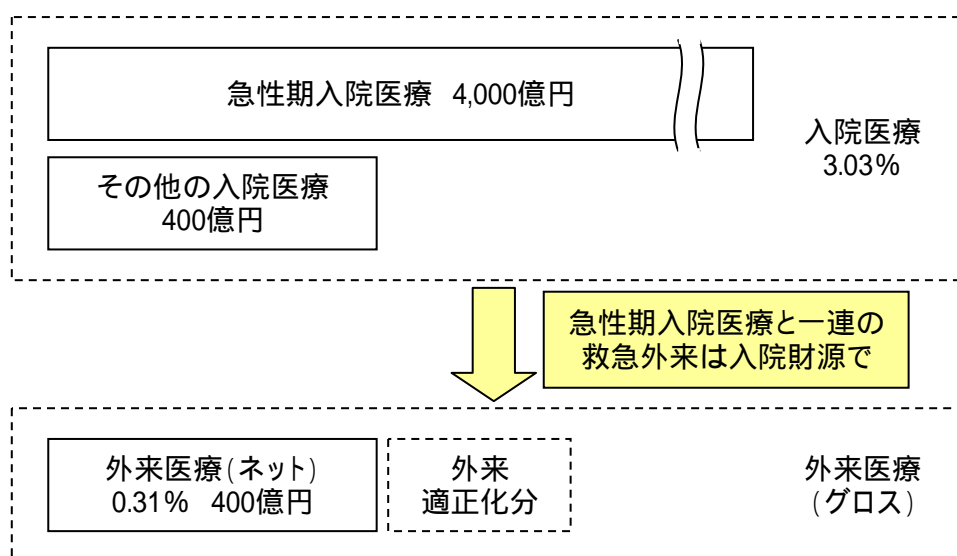 急性期入院医療 4,000億円
入院医療
3.03%
その他の入院医療
400億円
急性期入院医療と一連の
救急外来は入院財源で
外来医療(ネット)
0.31% 400億円
外来
適正化分
外来医療
(グロス)